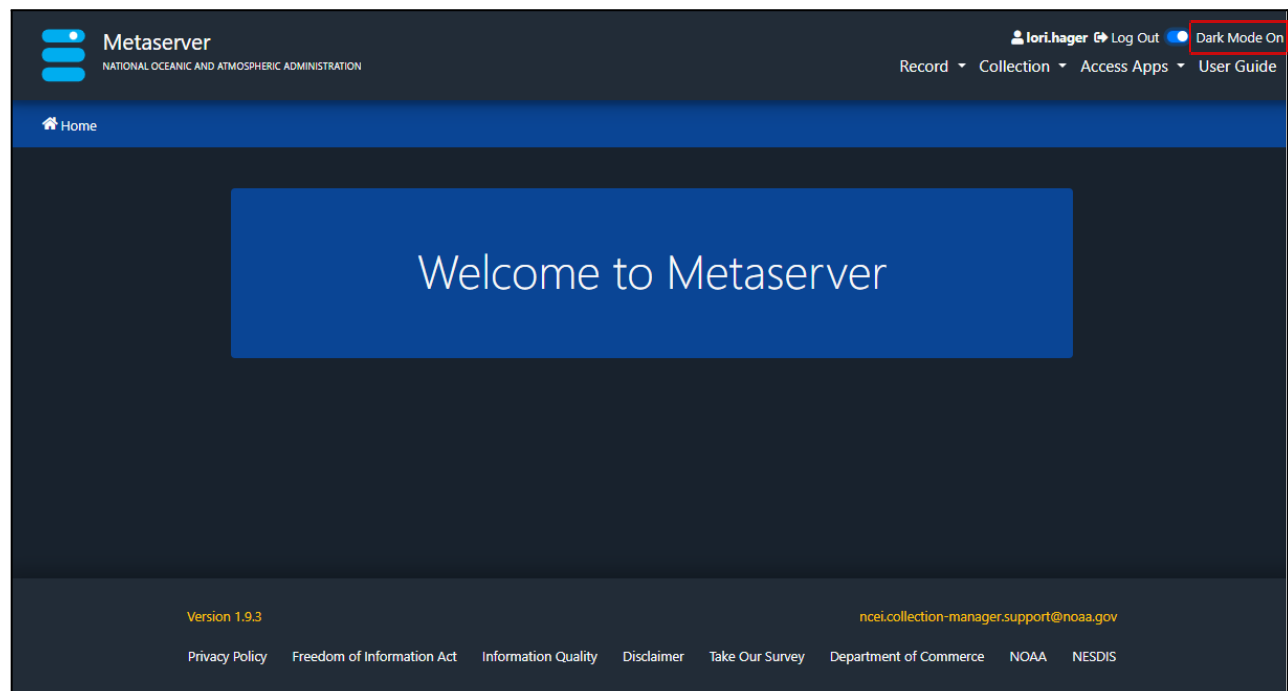 Metaserver
NATIONAL OCEANIC AND ATMOSPHERIC ADMINISTRATION
lori.hager Log Out Dark Mode On
Record Collection Access Apps User Guide
Home
Welcome to Metaserver
Version 1.9.3 ncei.collection-manager.support@noaa.gov
Privacy Policy Freedom of Information Act Information Quality Disclaimer Take Our Survey Department of Commerce NOAA NESDIS